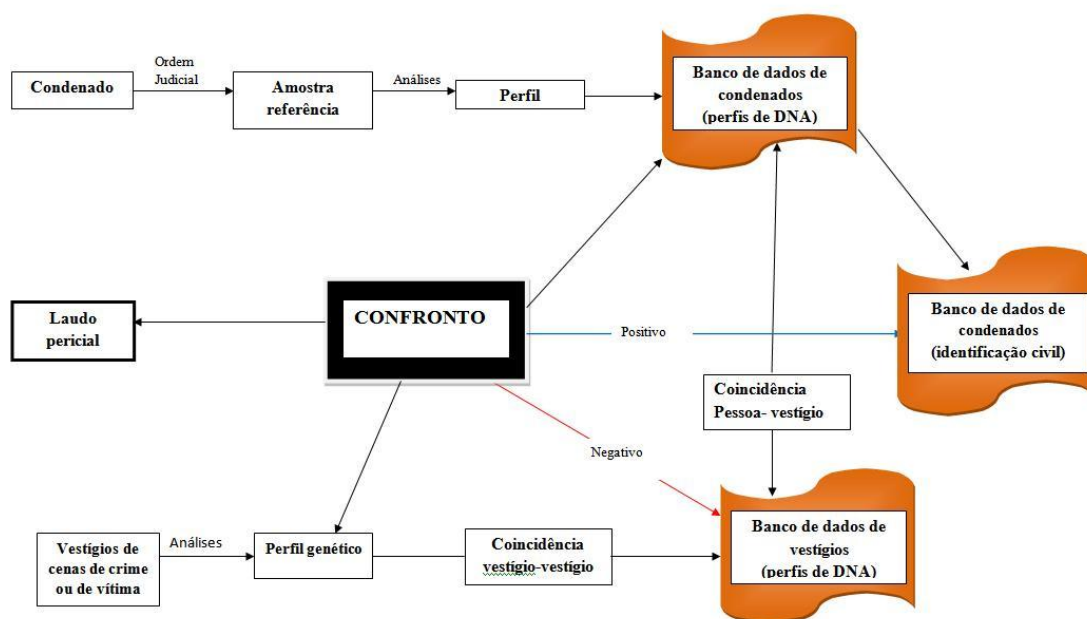 Condenado
Ordem
Judicial
Amostra
referência
Análises
Perfil
Banco de dados de
condenados
(perfis de DNA)
Laudo
pericial
CONFRONTO
Positivo
Banco de dados de
condenados
(identificação civil)
Coincidência
Pessoa- vestígio
Negativo
Vestígios de
cenas de crime
ou de vítima
Análises
Perfil genético
Coincidência
vestígio-vestígio
Banco de dados de
vestígios
(perfis de DNA)